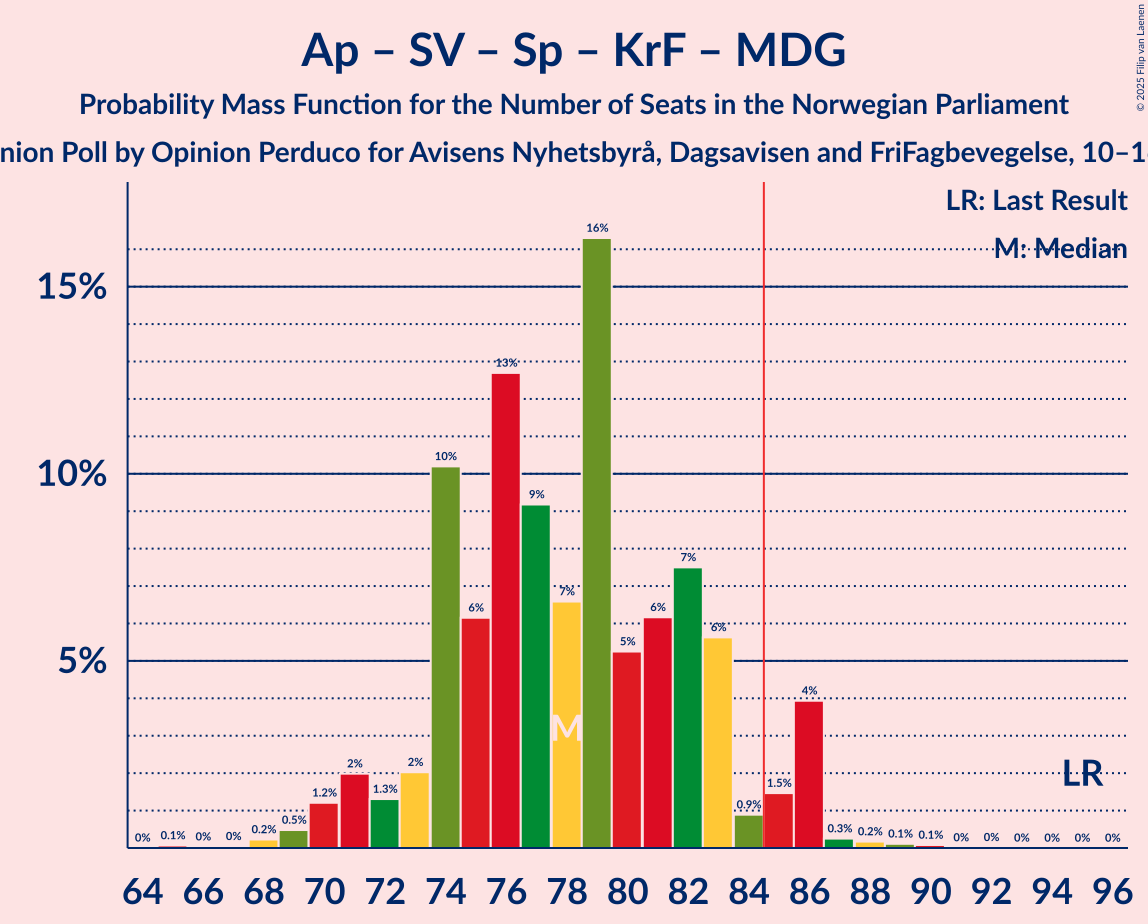 Ap – SV – Sp – KrF – MDG
Probability Mass Function for the Number of Seats in the Norwegian Parliament
nion Poll by Opinion Perduco for Avisens Nyhetsbyrå, Dagsavisen and FriFagbevegelse, 10–1
© 2025 Filip van Laenen
LR: Last Result
M: Median
15%
10%
5%
0% 0.1% 0% 0% 0.2% 0.5% 1.2% 2% 1.3% 2% 10% 6% 13% 9% 7% 16% 5% 6% 7% 6% 0.9% 1.5% 4% 0.3% 0.2% 0.1% 0.1% 0% 0% 0% 0% 0% 0%
M
LR
64 66 68 70 72 74 76 78 80 82 84 86 88 90 92 94 96